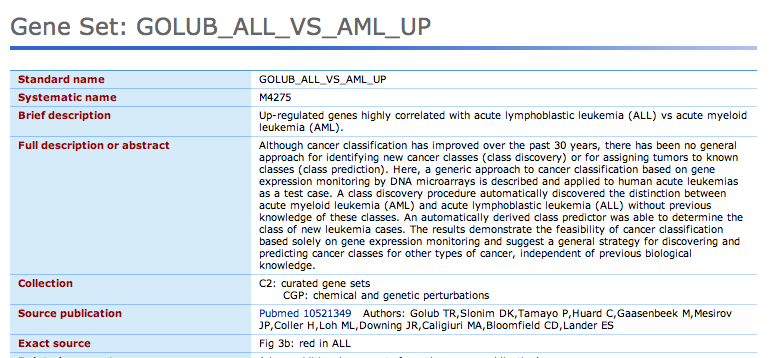 Gene Set: GOLUB_ALL_VS_AML_UP
Standard name GOLUB_ALL_VS_AML_UP
Systematic name M4275
Brief description Up-regulated genes highly correlated with acute lymphoblastic leukemia (ALL) vs acute myeloid
leukemia (AML).
Full description or abstract Although cancer classification has improved over the past 30 years, there has been no general
approach for identifying new cancer classes (class discovery) or for assigning tumors to known
classes (class prediction). Here, a generic approach to cancer classification based on gene
expression monitoring by DNA microarrays is described and applied to human acute leukemias
as a test case. A class discovery procedure automatically discovered the distinction between
acute myeloid leukemia (AML) and acute lymphoblastic leukemia (ALL) without previous
knowledge of these classes. An automatically derived class predictor was able to determine the
class of new leukemia cases. The results demonstrate the feasibility of cancer classification
based solely on gene expression monitoring and suggest a general strategy for discovering and
predicting cancer classes for other types of cancer, independent of previous biological
knowledge.
Collection C2: curated gene sets
CGP: chemical and genetic perturbations
Source publication Pubmed 10521349 Authors: Golub TR,Slonim DK,Tamayo P,Huard C,Gaasenbeek M,Mesirov
JP,Coller H,Loh ML,Downing JR,Caligiuri MA,Bloomfield CD,Lander ES
Exact source Fig 3b: red in ALL